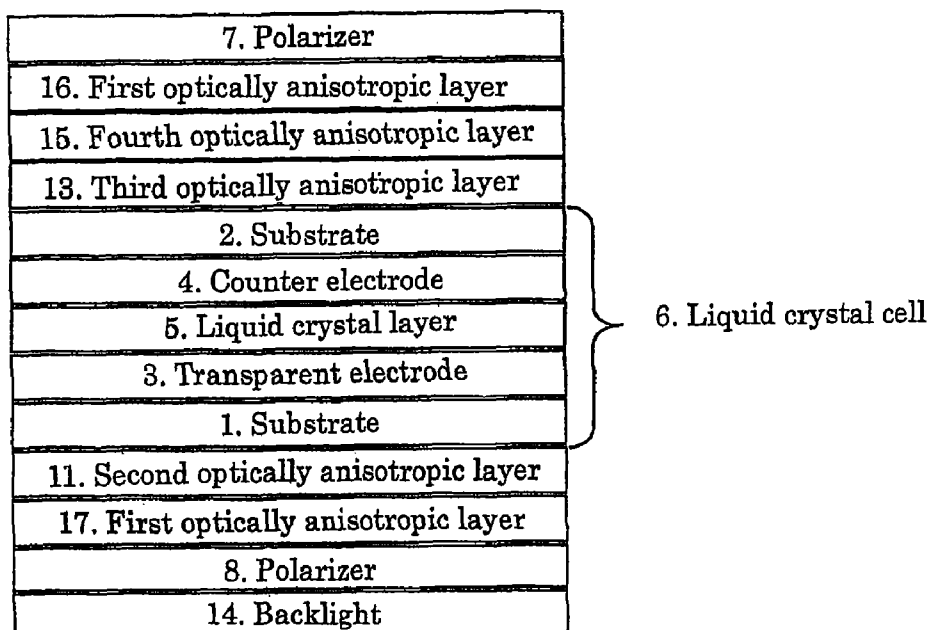 7. Polarizer
16. First optically anisotropic layer
15. Fourth optically anisotropic layer
13. Third optically anisotropic layer
2. Substrate
4. Counter electrode
5. Liquid crystal layer
3. Transparent electrode
1. Substrate
6. Liquid crystal cell
11. Second optically anisotropic layer
17. First optically anisotropic layer
8. Polarizer
14. Backlight